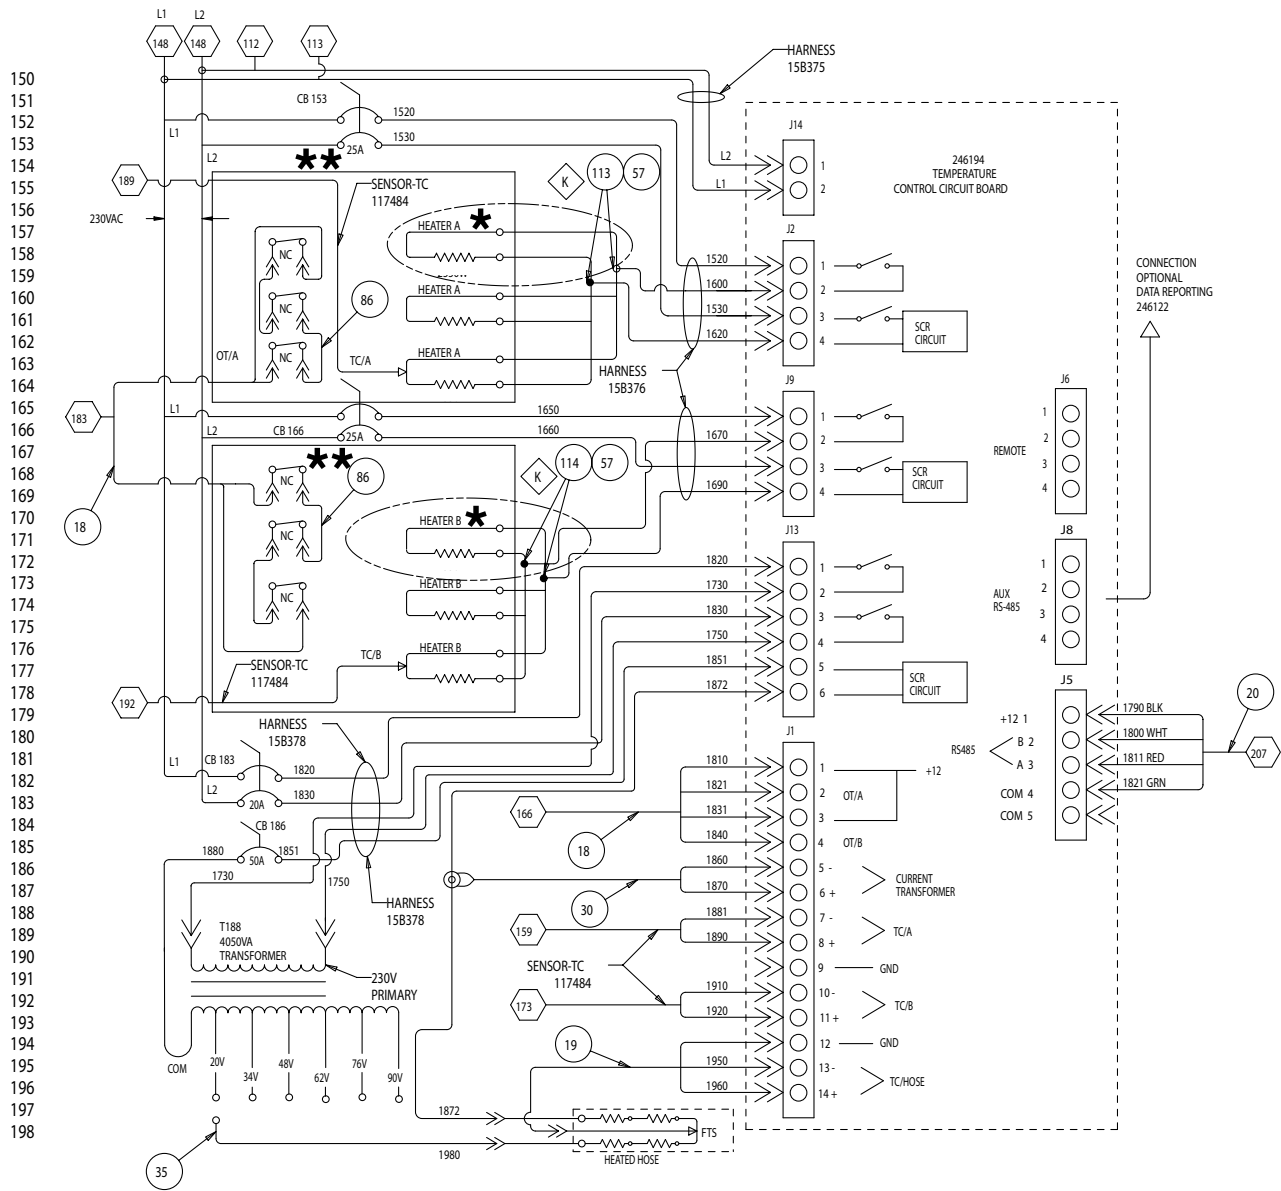 L1 L2
148 148 112 113
HARNESS
15B375
150
151
152
153
154
155
156
157
158
159
160
161
162
163
164
165
166
167
168
169
170
171
172
173
174
175
176
177
178
179
180
181
182
183
184
185
186
187
188
189
190
191
192
193
194
195
196
197
198
CB 153
1520
1530
25A
L1
L2
**
189
SENSOR-TC
117484
K 113 57
230VAC
HEATER A *
NC
NC
NC
86
HEATER A
HEATER A
OT/A
TC/A
HARNESS
15B376
183
18
L1
L2
CB 166
25A
1650
1660
1670
1690
**
86
K 114 57
NC
NC
NC
HEATER B *
HEATER B
HEATER B
TC/B
SENSOR-TC
117484
192
HARNESS
15B378
L1
CB 183
1820
L2
20A
1830
CB 186
1880
50A
1851
1730
1750
HARNESS
15B378
T188
4050VA
TRANSFORMER
230V
PRIMARY
COM
20V
34V
48V
62V
76V
90V
35
1872
1980
FTS
HEATED HOSE
246194
TEMPERATURE
CONTROL CIRCUIT BOARD
J14
L2 1
L1 2
J2
1520 1
1600 2
1530 3
1620 4
SCR
CIRCUIT
J9
1
2
3
4
SCR
CIRCUIT
J13
1820 1
1730 2
1830 3
1750 4
1851 5
1872 6
SCR
CIRCUIT
J1
1810 1
1821 2
1831 3
1840 4
1860 5 -
1870 6 +
1881 7 -
1890 8 +
9 GND
1910 10 -
1920 11 +
12 GND
1950 13 -
1960 14 +
+12
OT/A
OT/B
CURRENT
TRANSFORMER
TC/A
TC/B
TC/HOSE
166
18
30
159
SENSOR-TC
117484
173
19
CONNECTION
OPTIONAL
DATA REPORTING
246122
J6
REMOTE
1
2
3
4
J8
AUX
RS-485
1
2
3
4
J5
RS485
+12 1
B 2
A 3
COM 4
COM 5
1790 BLK
1800 WHT
1811 RED
1821 GRN
20
207